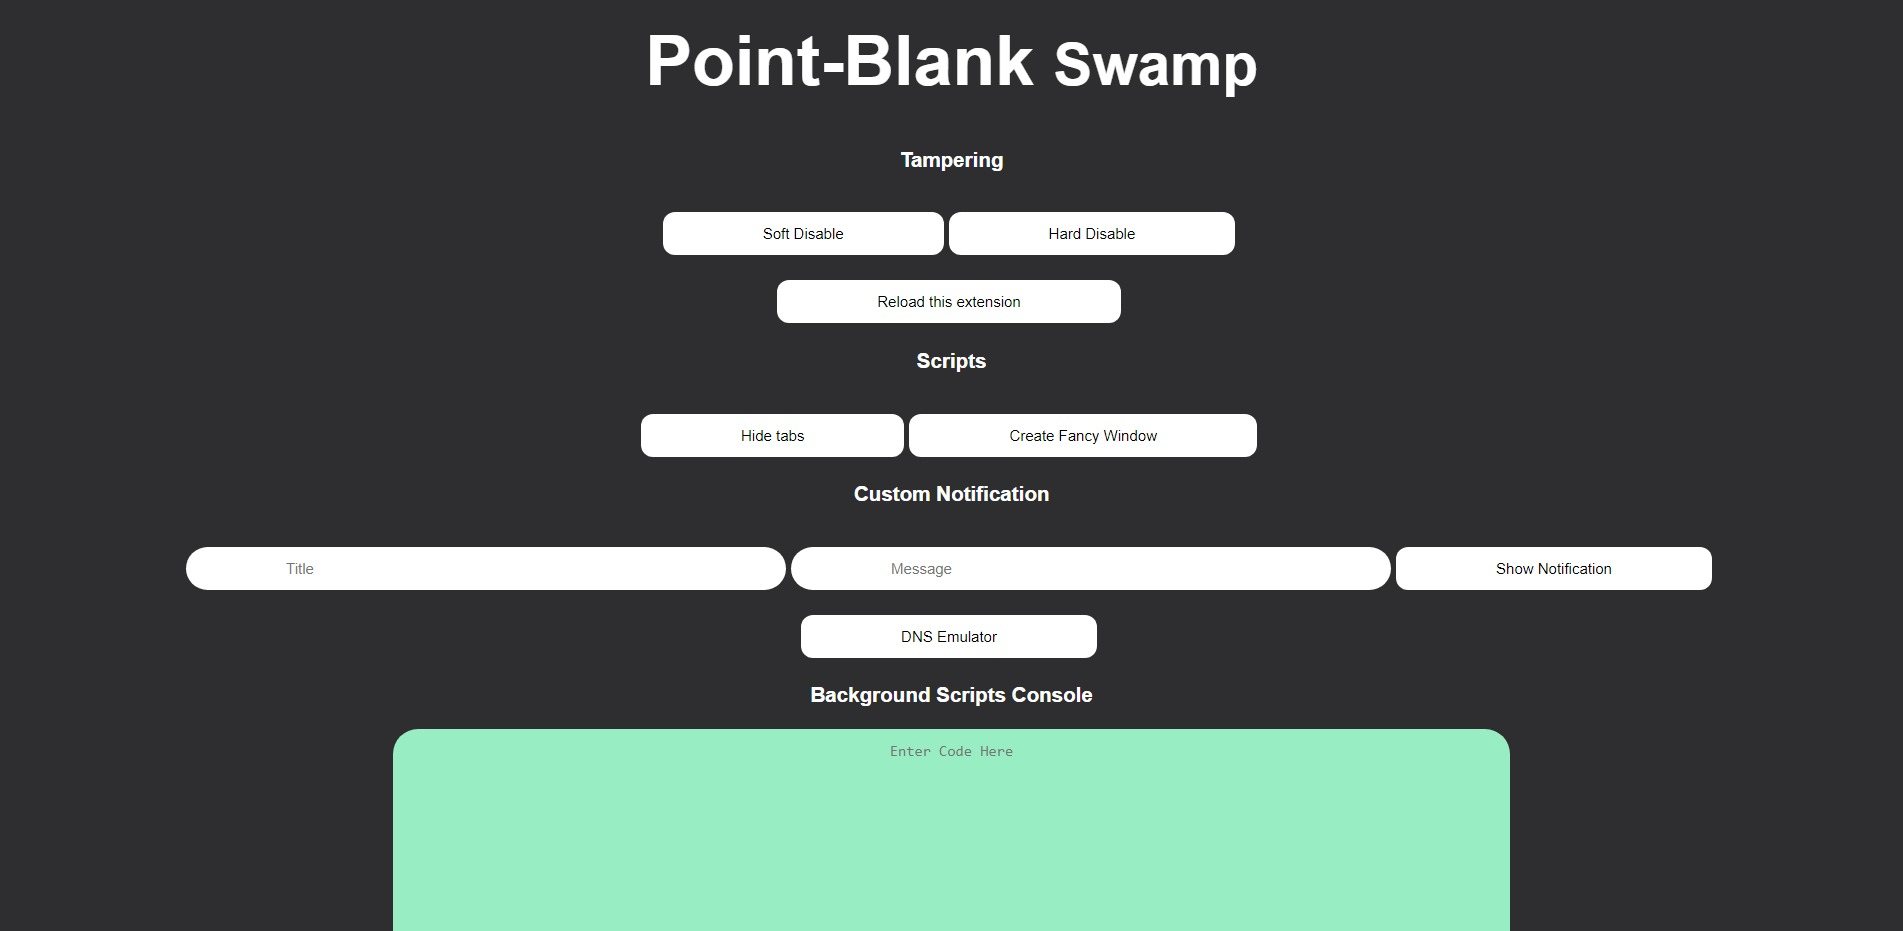 Point-Blank Swamp
Tampering
Soft Disable Hard Disable
Reload this extension
Scripts
Hide tabs Create Fancy Window
Custom Notification
Title Message Show Notification
DNS Emulator
Background Scripts Console
Enter Code Here